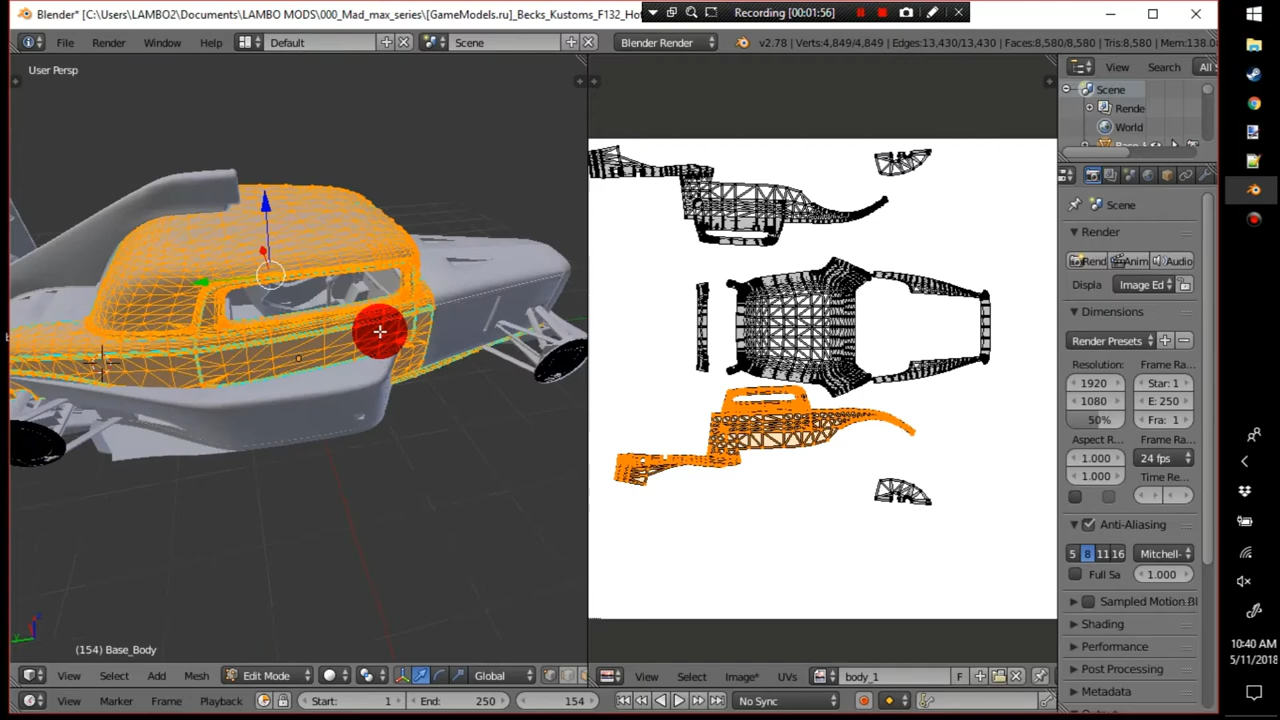 Blender* [C:\Users\LAMBO2\Documents\LAMBO MODS\000_Mad_max_series\[GameModels.ru]_Becks_Kustoms_F132_Ho
Recording [00:01:56]
File Render Window Help Default Scene Blender Render v2.78 | Verts:4,849/4,849 | Edges:13,430/13,430 | Faces:8,580/8,580 | Tris:8,580 | Mem:138.0
User Persp
View Search All S
Scene
Rende
World
Scene
Render
Rend Anim Audio
Displa Image Ed
Dimensions
Render Presets
Resolution: Frame Ra...
1920 Star: 1
1080 E: 250
50% Fra: 1
Aspect R... Frame Ra...
1.000 24 fps
1.000 Time Re...
Anti-Aliasing
5 8 11 16 Mitchell-
Full Sa 1.000
Sampled Motion Bl
Shading
Performance
Post Processing
Metadata
10:40 AM
5/11/2018
(154) Base_Body
View Select Add Mesh Edit Mode Global
View Select Image* UVs body_1 F
View Marker Frame Playback Start: 1 End: 250 154 No Sync